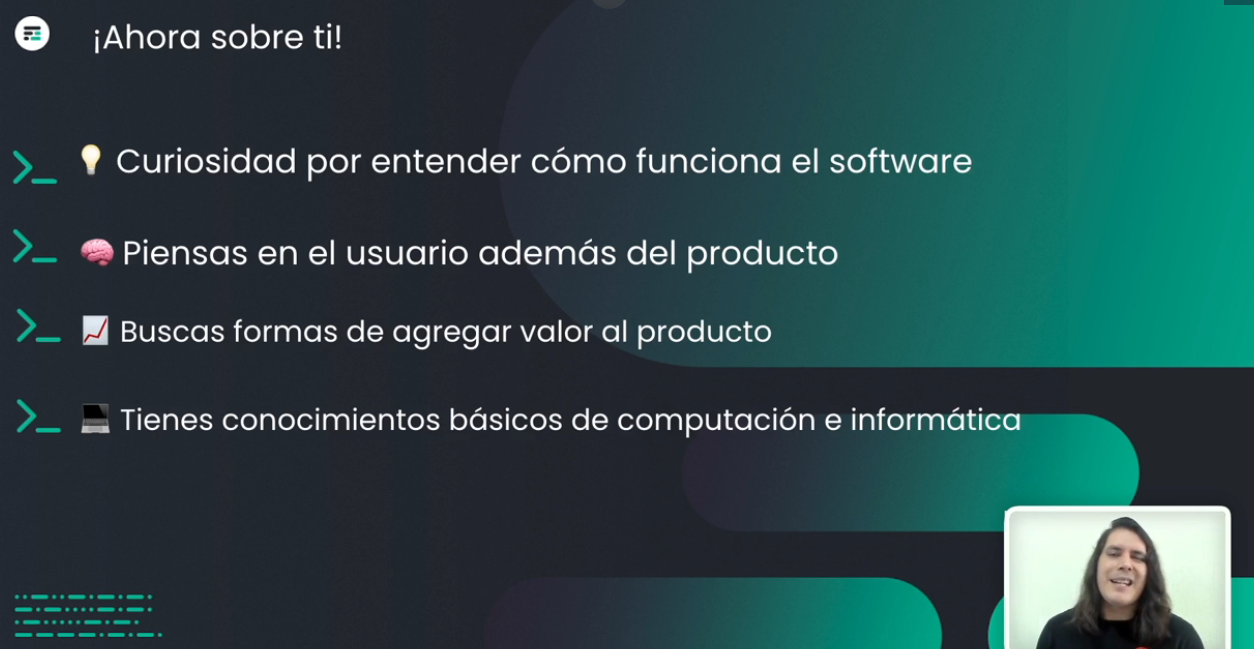 ¡Ahora sobre ti!
>_ 💡 Curiosidad por entender cómo funciona el software
>_ 🧠 Piensas en el usuario además del producto
>_ 📈 Buscas formas de agregar valor al producto
>_ 💻 Tienes conocimientos básicos de computación e informática